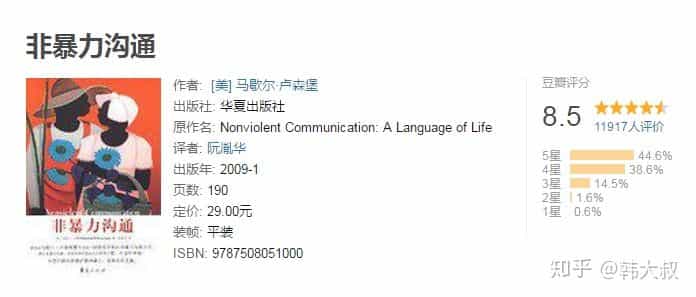 非暴力沟通
作者: [美] 马歇尔·卢森堡
出版社: 华夏出版社
原作名: Nonviolent Communication: A Language of Life
译者: 阮胤华
出版年: 2009-1
页数: 190
定价: 29.00元
装帧: 平装
ISBN: 9787508051000
豆瓣评分
8.5
11917人评价
5星 44.6%
4星 38.6%
3星 14.5%
2星 1.6%
1星 0.6%
非暴力沟通
知乎 @韩大叔